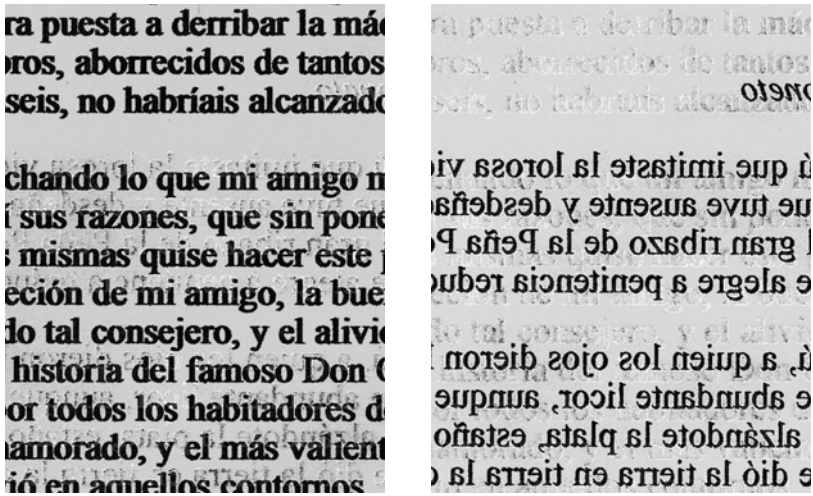 ra puesta a derribar la má
ros, aborrecidos de tantos
seis, no habríais alcanzado
chando lo que mi amigo m
í sus razones, que sin pone
s mismas quise hacer este
eción de mi amigo, la bue
do tal consejero, y el alivi
historia del famoso Don
or todos los habitadores d
namorado, y el más valient
ió en aquellos contornos
oneto
ú que imitaste la lorosa vi
ue tuve ausente y desdeña
l gran ribazo de la Peña P
e alegre a penitencia redu
ú, a quien los ojos dieron
e abundante licor, aunque
alzándote la plata, estaño
e dió la tierra en tierra la